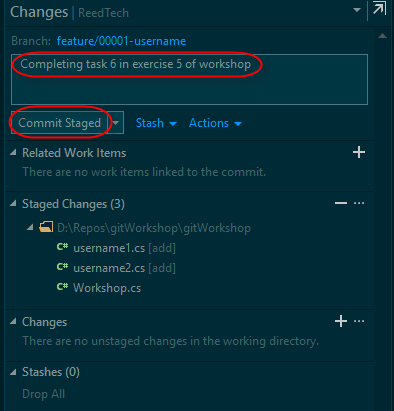 Changes | ReedTech
Branch: feature/00001-username
Completing task 6 in exercise 5 of workshop
Commit Staged Stash Actions
Related Work Items
There are no work items linked to the commit.
Staged Changes (3)
D:\Repos\gitWorkshop\gitWorkshop
C# username1.cs [add]
C# username2.cs [add]
C# Workshop.cs
Changes
There are no unstaged changes in the working directory.
Stashes (0)
Drop All